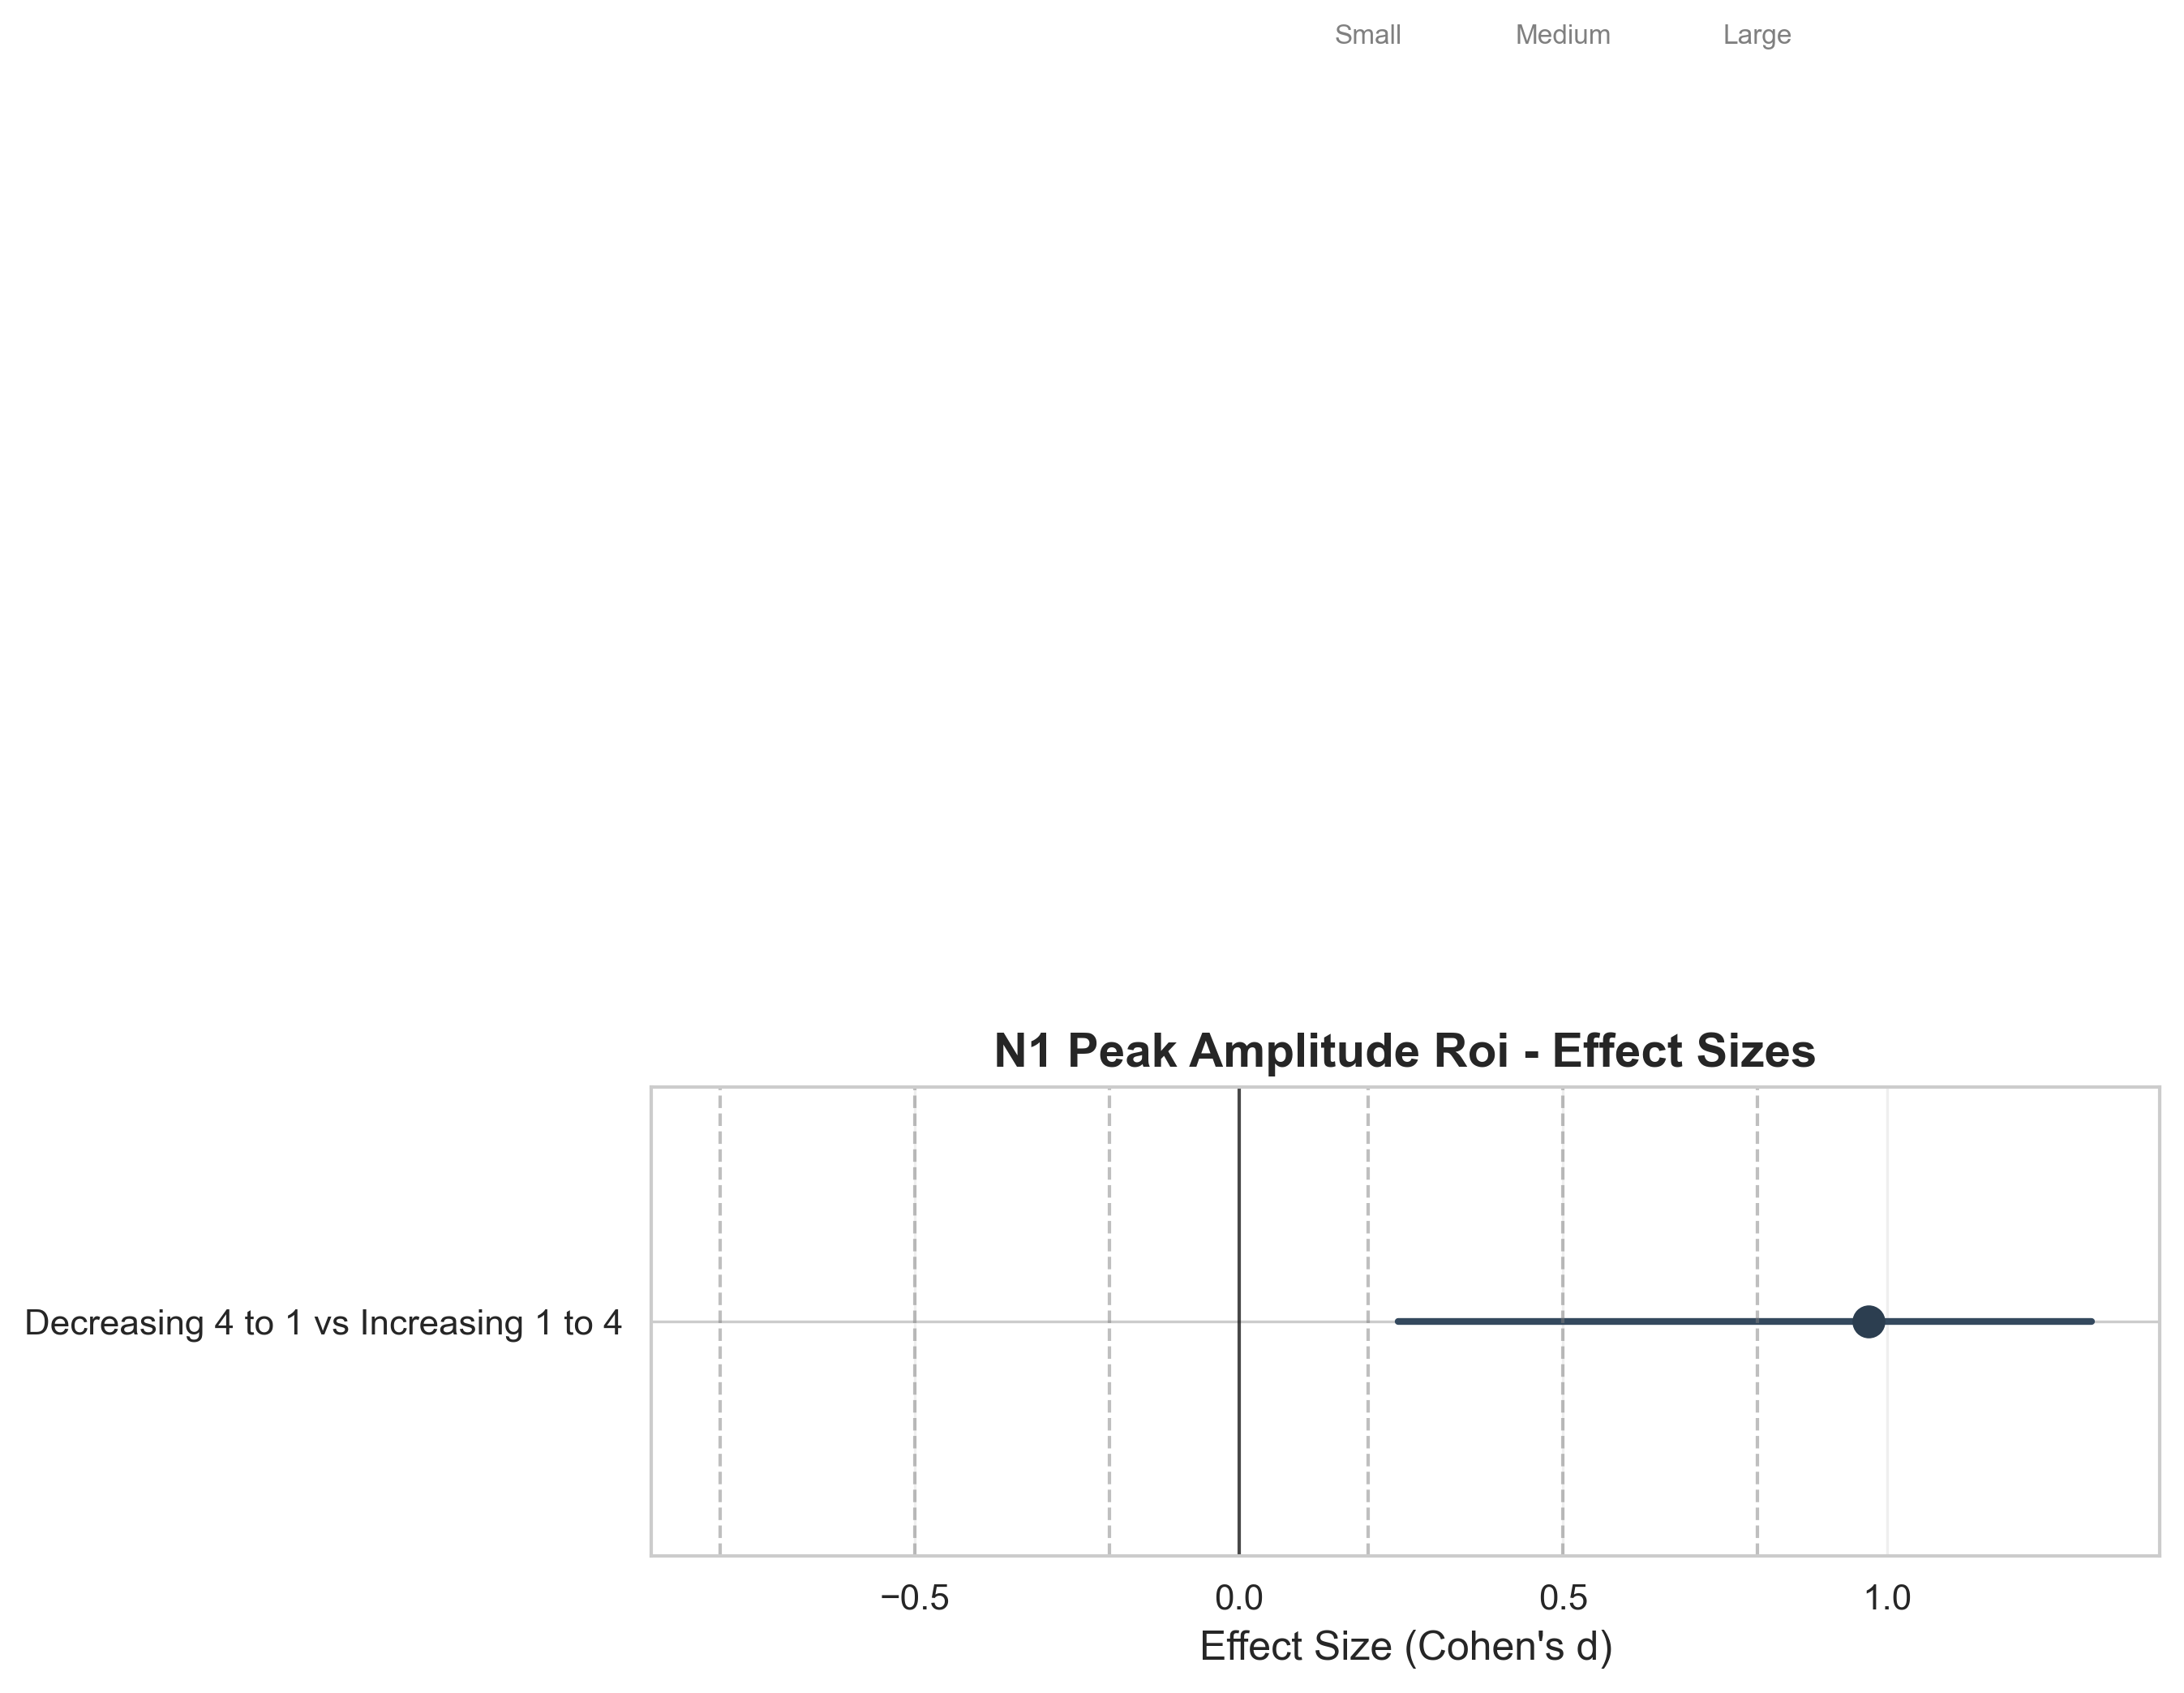 Small Medium Large
N1 Peak Amplitude Roi - Effect Sizes
Decreasing 4 to 1 vs Increasing 1 to 4
−0.5 0.0 0.5 1.0
Effect Size (Cohen's d)